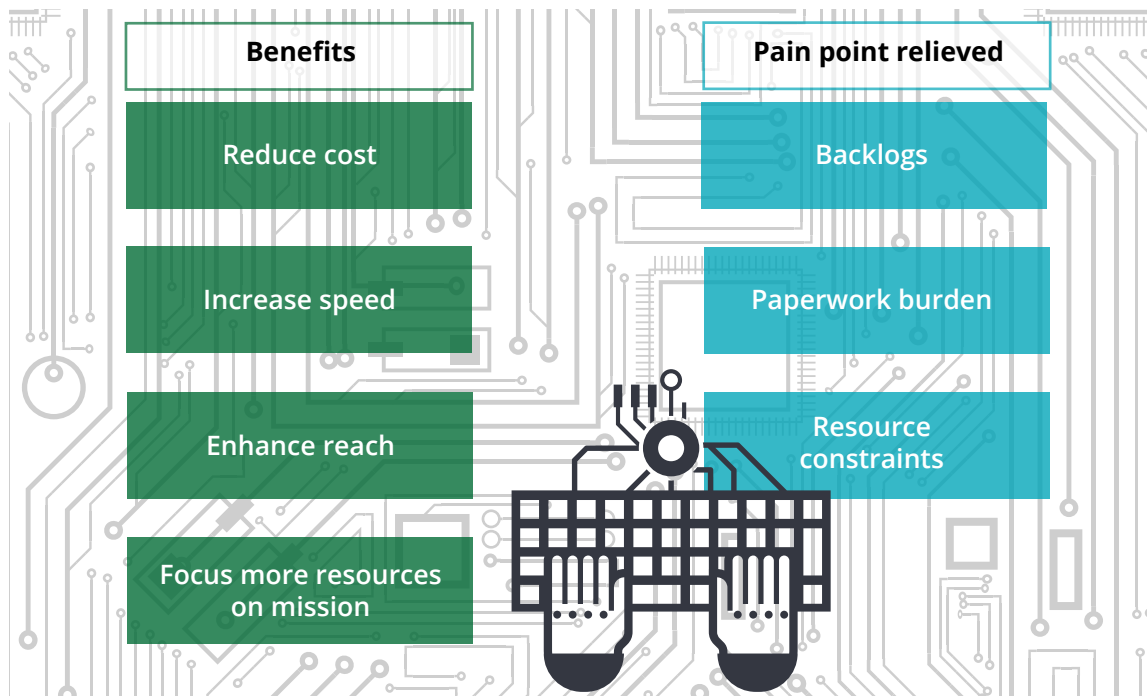 Benefits
Reduce cost
Increase speed
Enhance reach
Focus more resources
on mission
Pain point relieved
Backlogs
Paperwork burden
Resource
constraints